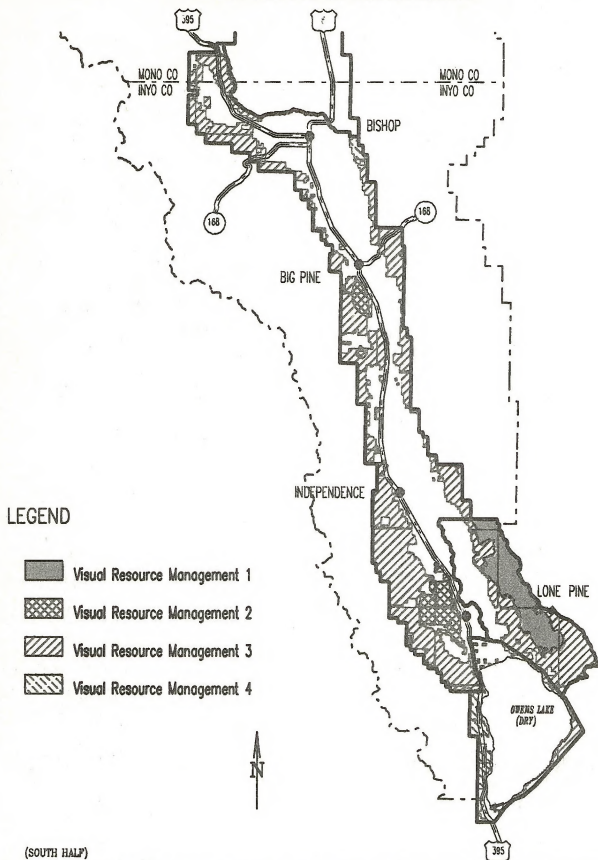 395
6
MONO CO
INYO CO
MONO CO
INYO CO
BISHOP
168
168
BIG PINE
INDEPENDENCE
LEGEND
Visual Resource Management 1
LONE PINE
Visual Resource Management 2
Visual Resource Management 3
Visual Resource Management 4
OWENS LAKE
(DRY)
N
(SOUTH HALF)
395